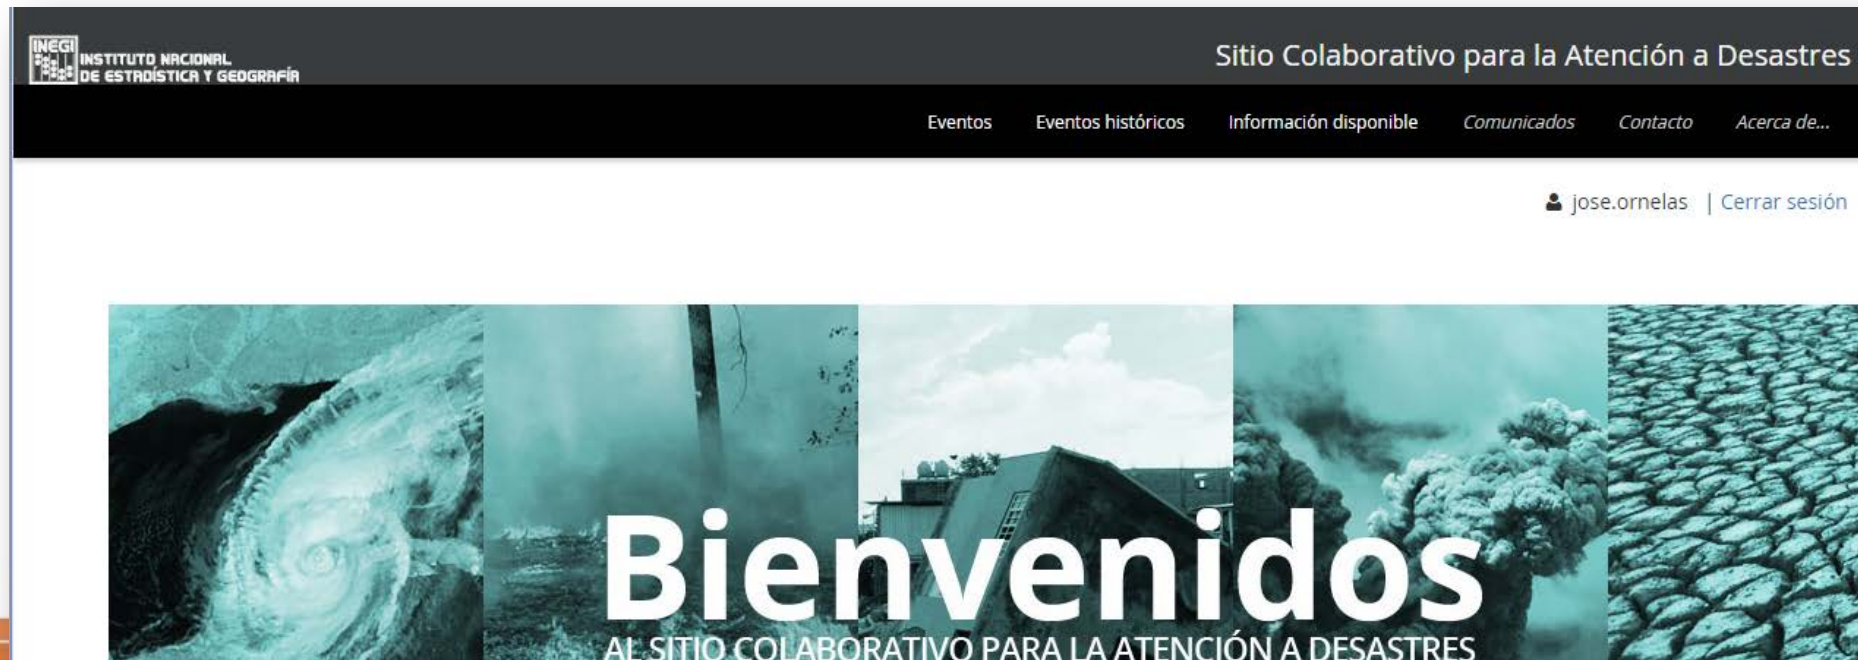 INEGI
INSTITUTO NACIONAL
DE ESTADÍSTICA Y GEOGRAFÍA
Sitio Colaborativo para la Atención a Desastres
Eventos Eventos históricos Información disponible Comunicados Contacto Acerca de...
jose.ornelas | Cerrar sesión
Bienvenidos
AL SITIO COLABORATIVO PARA LA ATENCIÓN A DESASTRES